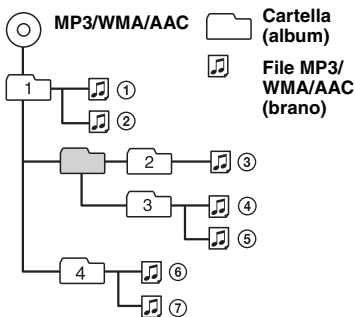 MP3/WMA/AAC
Cartella
(album)
File MP3/
WMA/AAC
(brano)
1
①
②
2
③
3
④
⑤
4
⑥
⑦